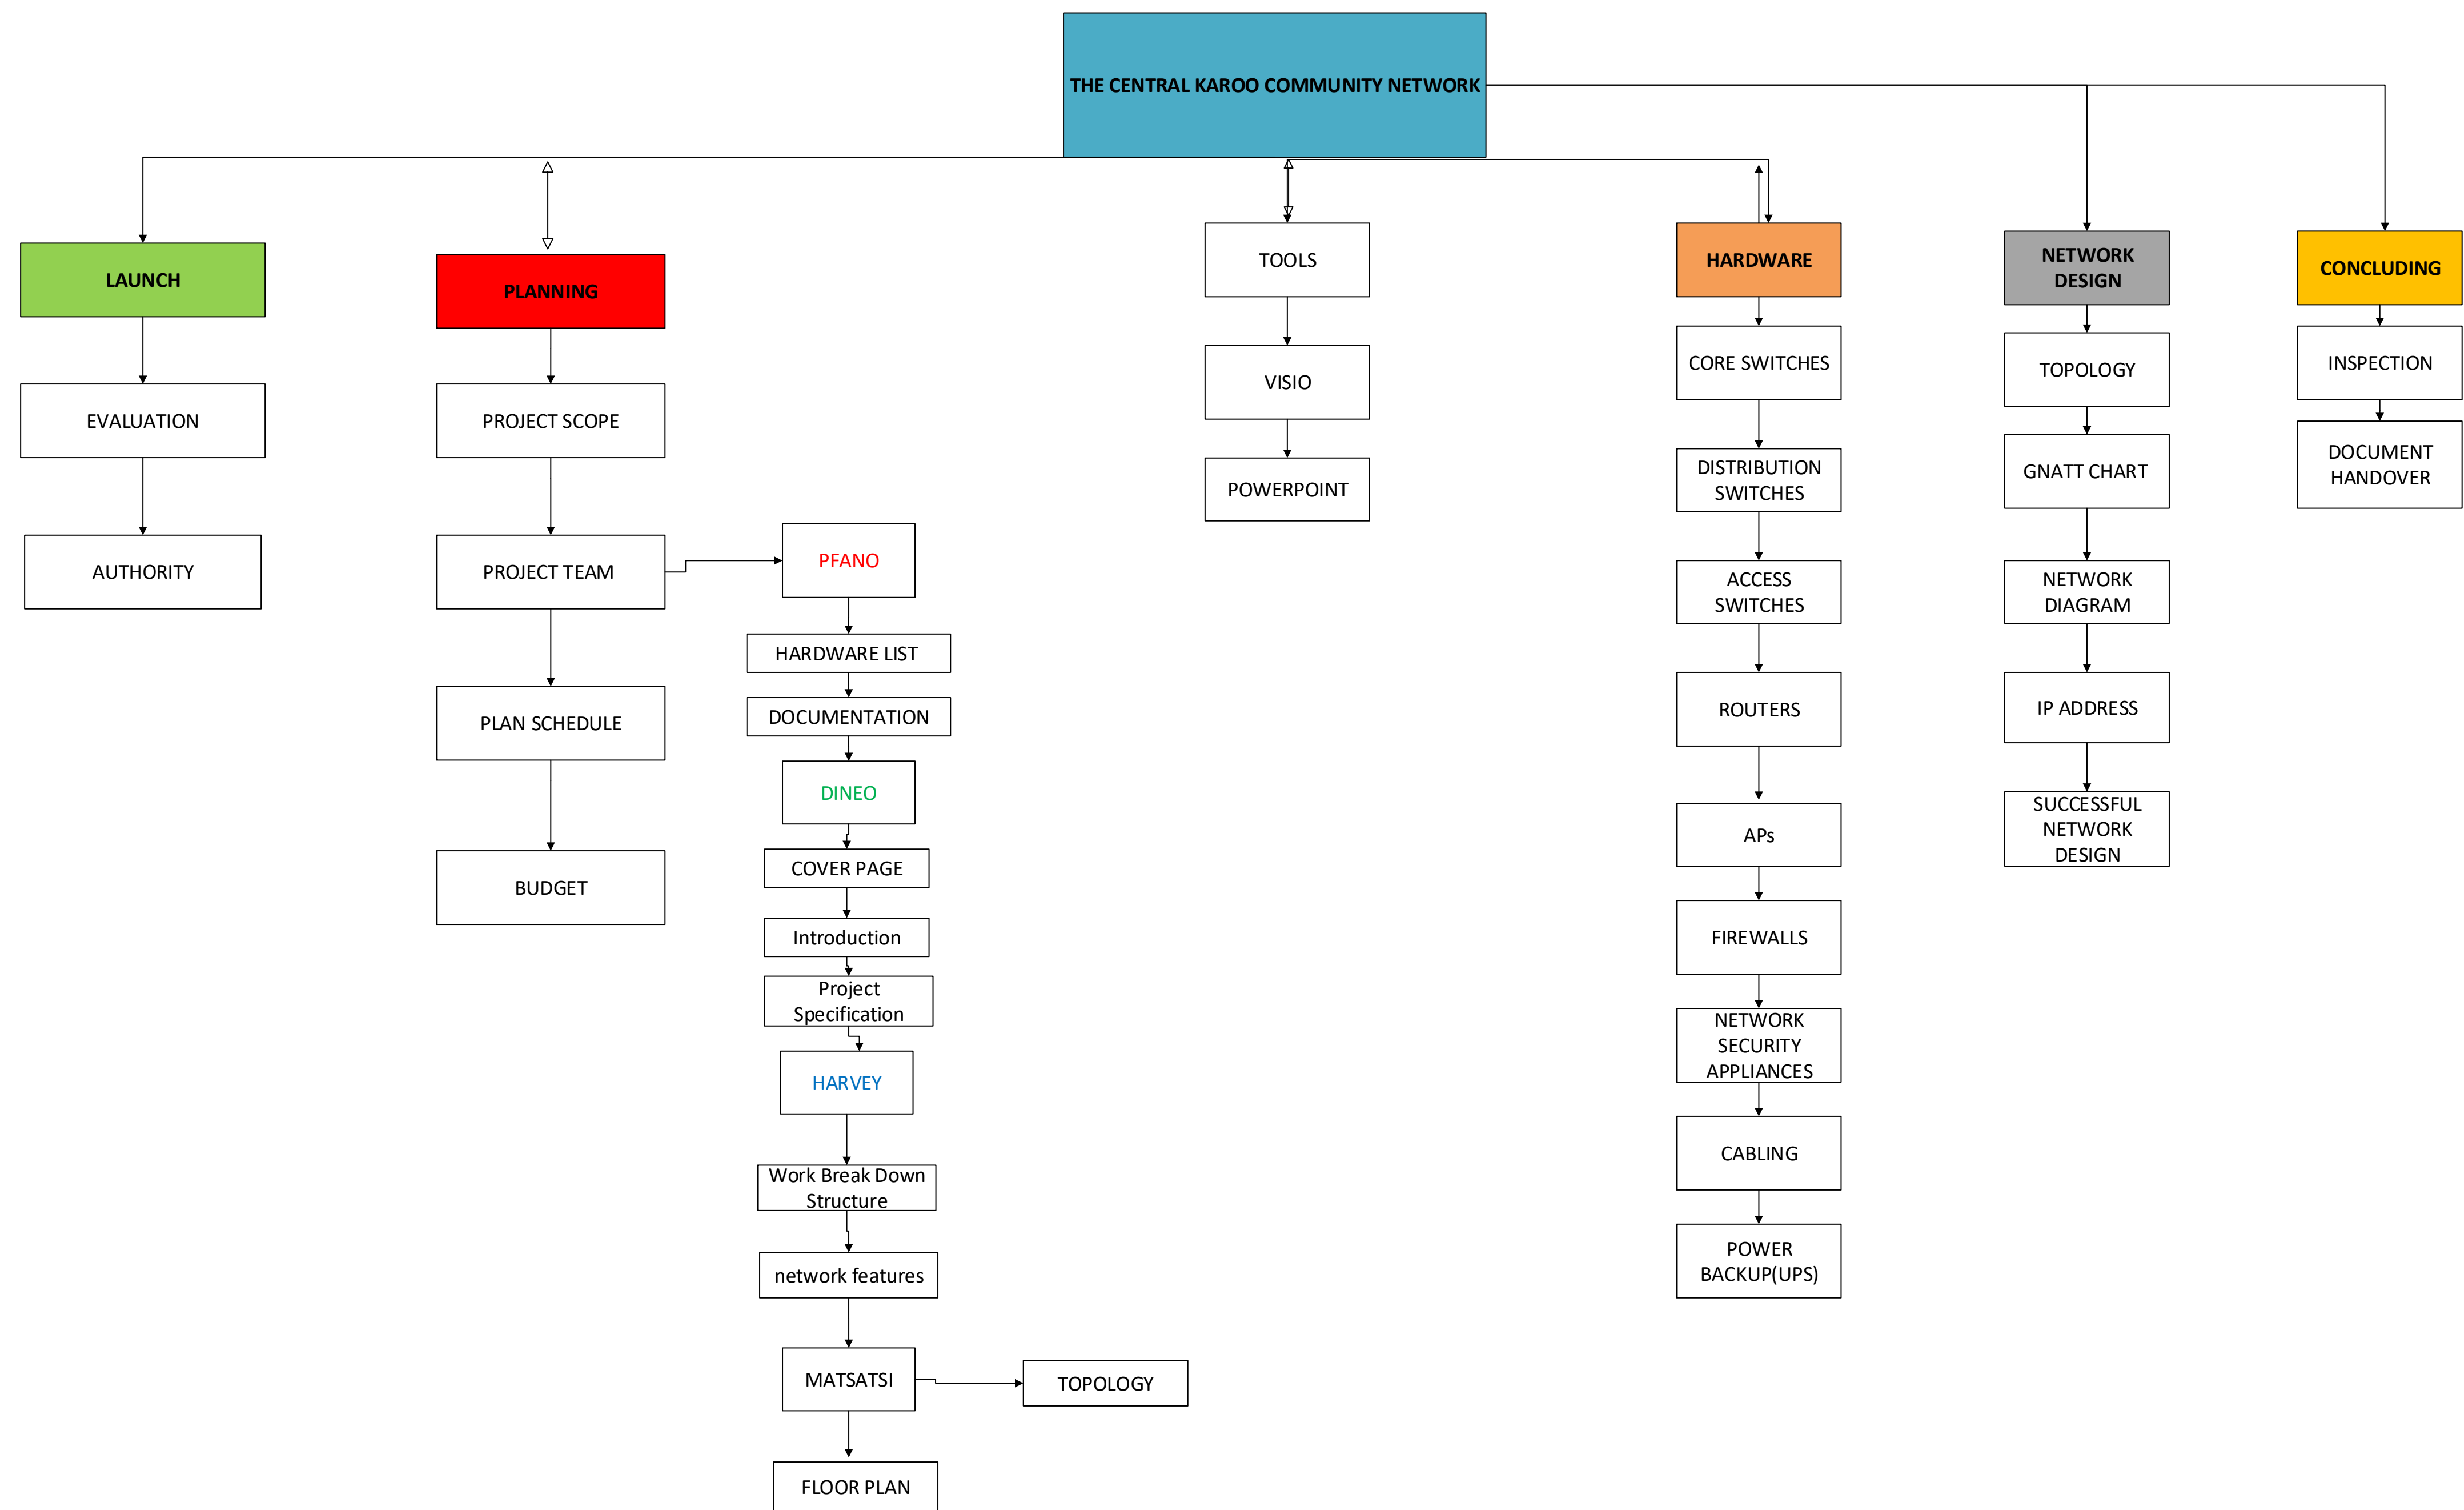 THE CENTRAL KAROO COMMUNITY NETWORK
LAUNCH
EVALUATION
AUTHORITY
PLANNING
PROJECT SCOPE
PROJECT TEAM
PLAN SCHEDULE
BUDGET
PFANO
HARDWARE LIST
DOCUMENTATION
DINEO
COVER PAGE
Introduction
Project
Specification
HARVEY
Work Break Down
Structure
network features
MATSATSI
TOPOLOGY
FLOOR PLAN
TOOLS
VISIO
POWERPOINT
HARDWARE
CORE SWITCHES
DISTRIBUTION
SWITCHES
ACCESS
SWITCHES
ROUTERS
APs
FIREWALLS
NETWORK
SECURITY
APPLIANCES
CABLING
POWER
BACKUP(UPS)
NETWORK
DESIGN
TOPOLOGY
GNATT CHART
NETWORK
DIAGRAM
IP ADDRESS
SUCCESSFUL
NETWORK
DESIGN
CONCLUDING
INSPECTION
DOCUMENT
HANDOVER